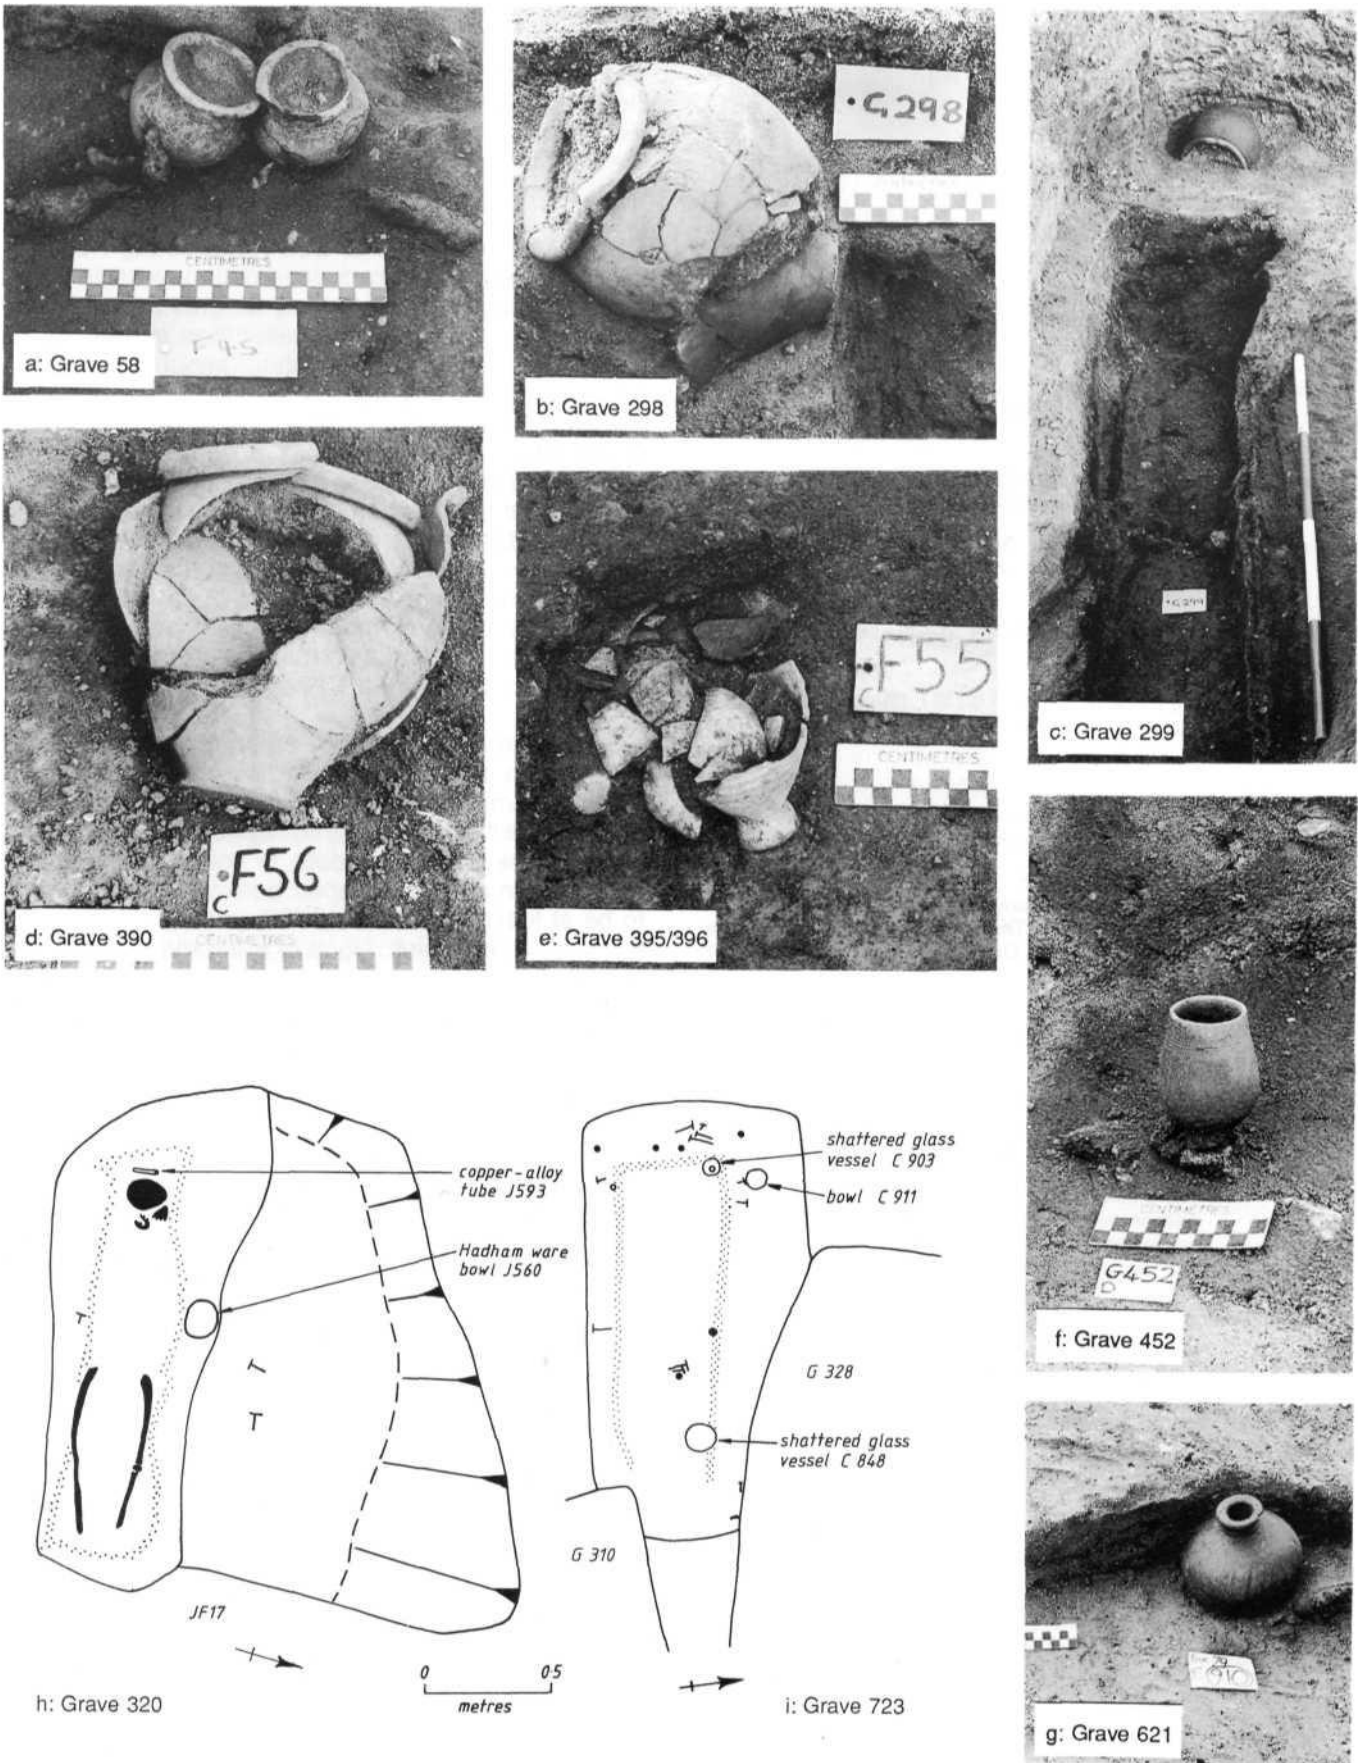 CENTIMETRES
F45
a: Grave 58
G298
b: Grave 298
G299
c: Grave 299
F56
C
CENTIMETRES
d: Grave 390
F55
C
CENTIMETRES
e: Grave 395/396
CENTIMETRES
G452
D
f: Grave 452
910
g: Grave 621
copper-alloy
tube J593
Hadham ware
bowl J560
JF17
h: Grave 320
0 0·5
metres
shattered glass
vessel C 903
bowl C 911
G 328
shattered glass
vessel C 848
G 310
i: Grave 723